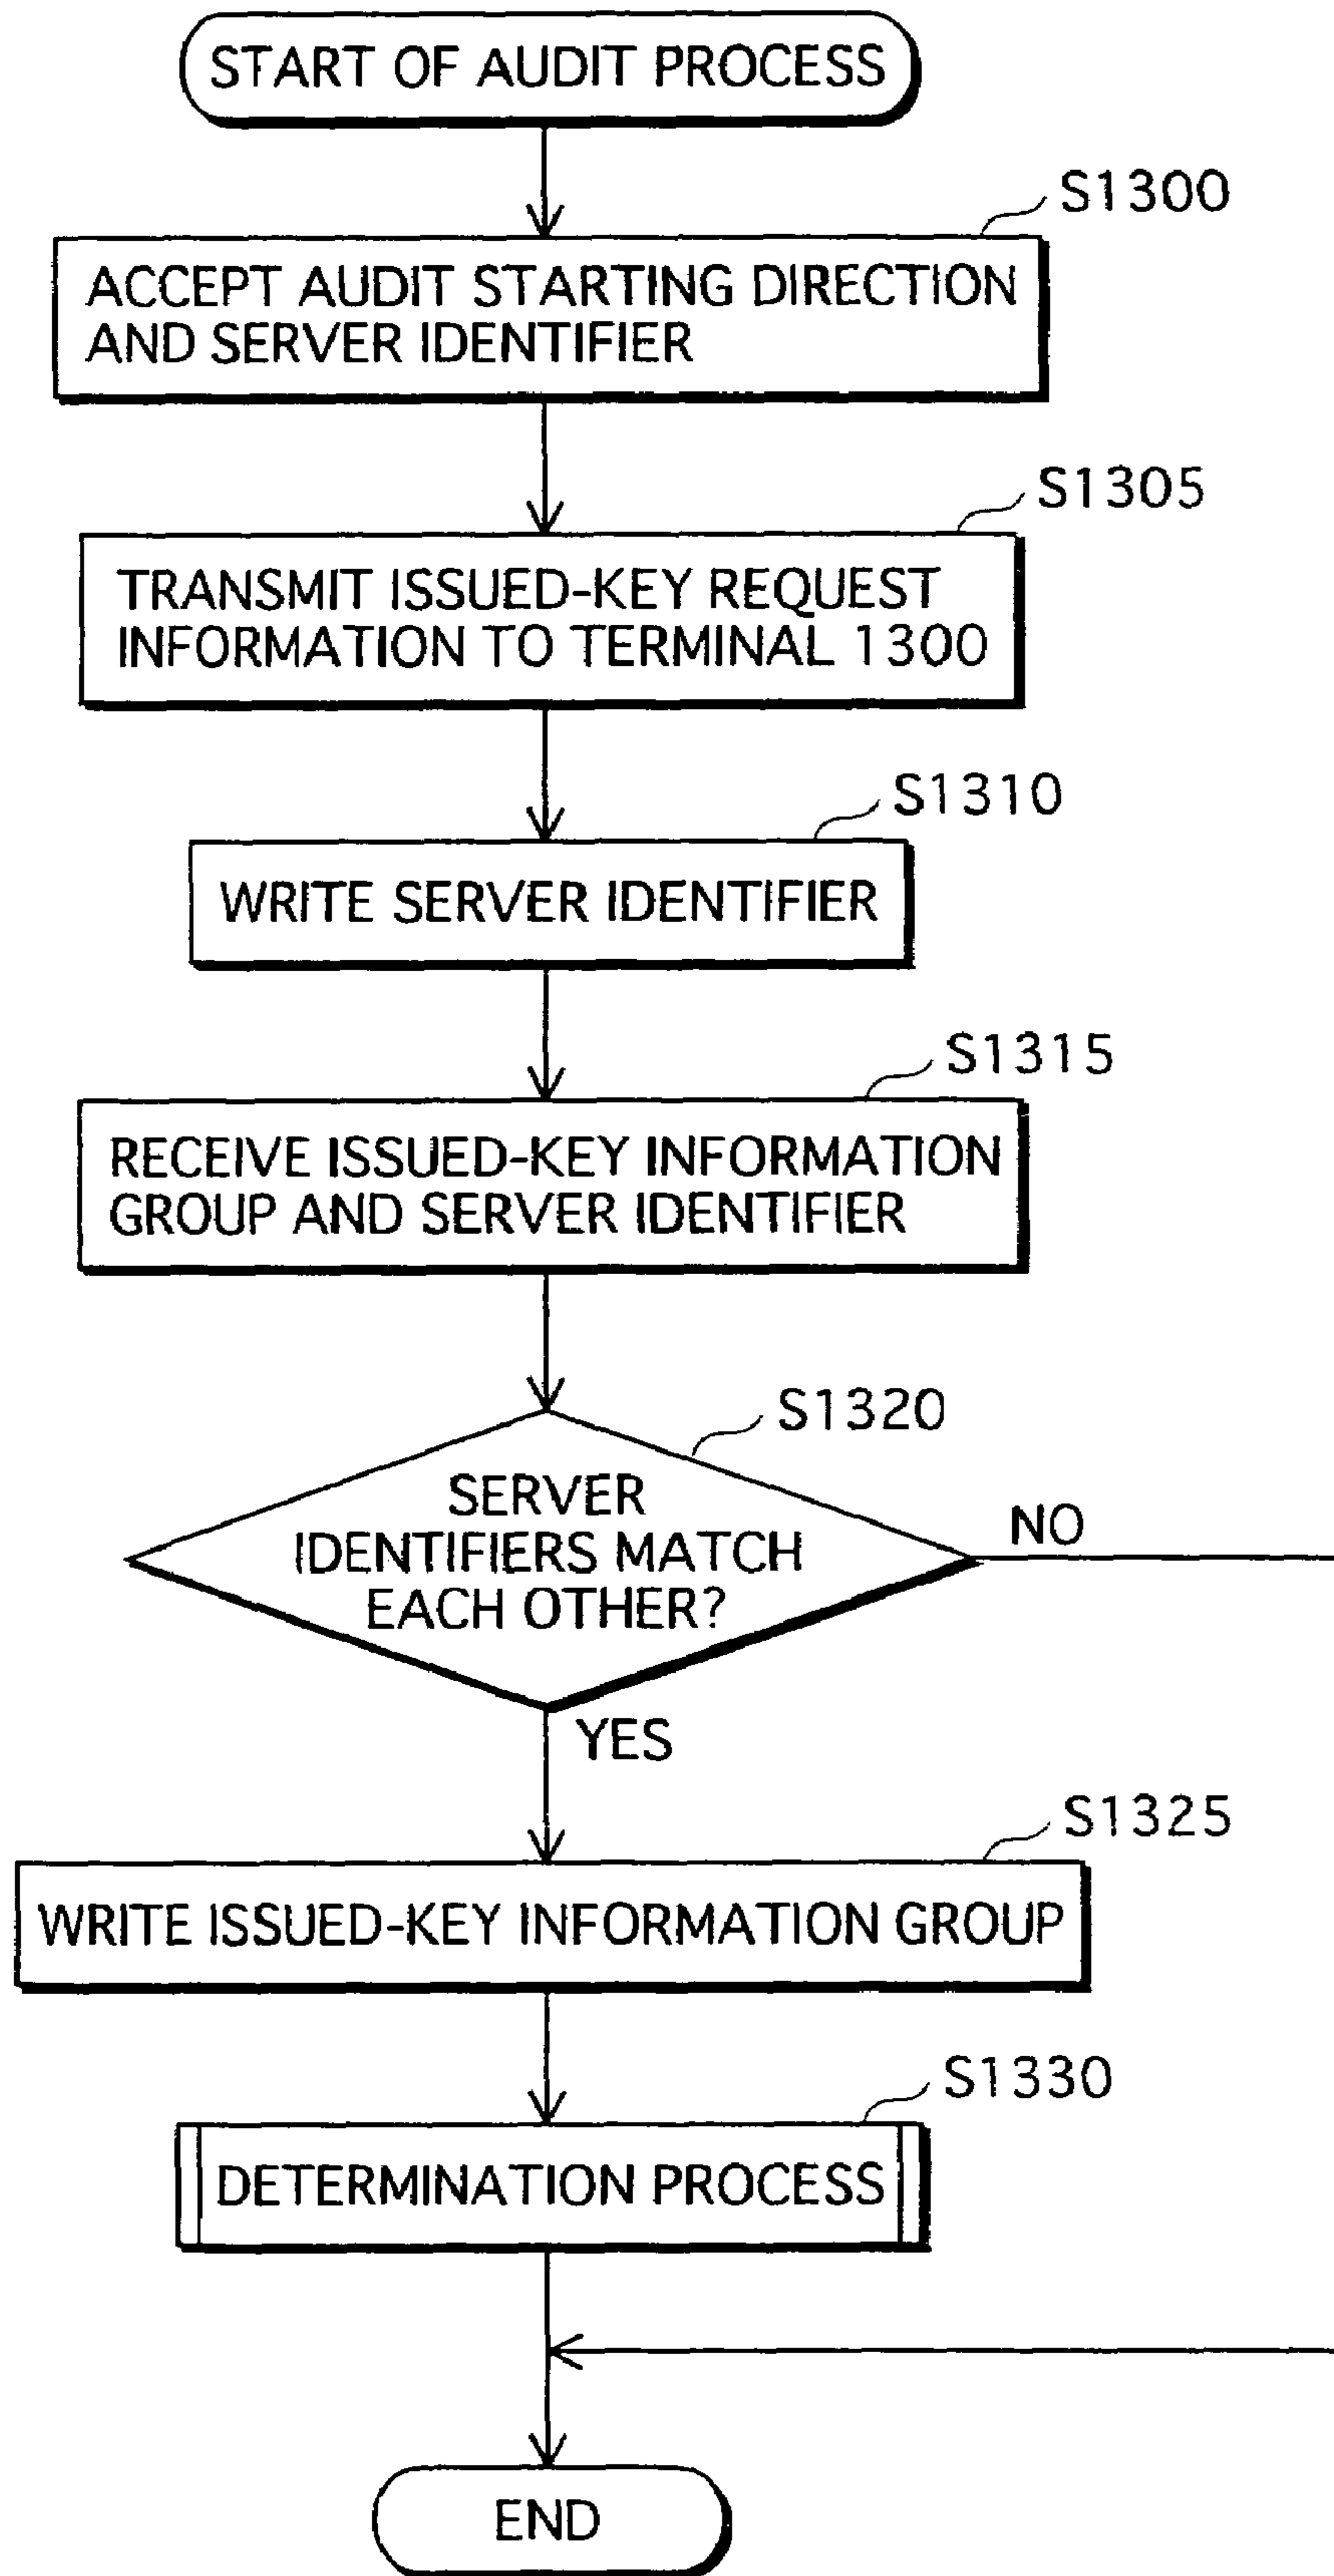 START OF AUDIT PROCESS
S1300
ACCEPT AUDIT STARTING DIRECTION
AND SERVER IDENTIFIER
S1305
TRANSMIT ISSUED-KEY REQUEST
INFORMATION TO TERMINAL 1300
S1310
WRITE SERVER IDENTIFIER
S1315
RECEIVE ISSUED-KEY INFORMATION
GROUP AND SERVER IDENTIFIER
S1320
SERVER
IDENTIFIERS MATCH
EACH OTHER?
NO
YES
S1325
WRITE ISSUED-KEY INFORMATION GROUP
S1330
DETERMINATION PROCESS
END